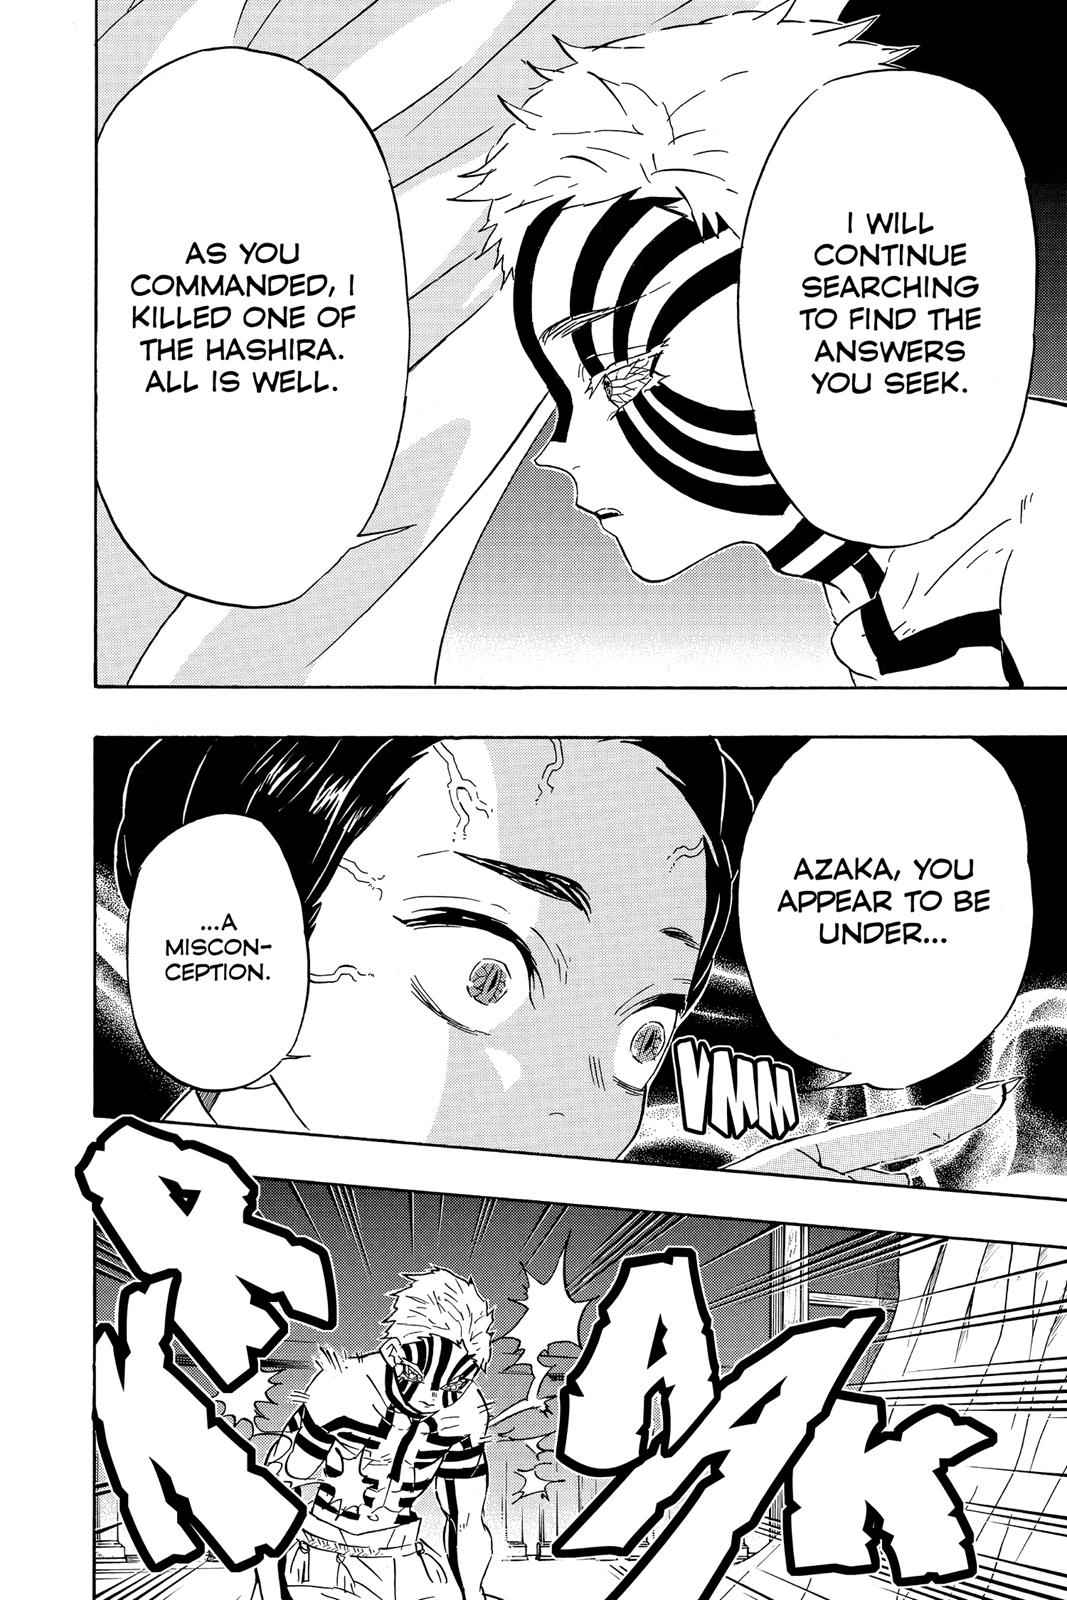 I WILL
CONTINUE
SEARCHING
TO FIND THE
ANSWERS
YOU SEEK.
AS YOU
COMMANDED, I
KILLED ONE OF
THE HASHIRA.
ALL IS WELL.
AZAKA, YOU
APPEAR TO BE
UNDER...
...A
MISCON-
CEPTION.
VMM